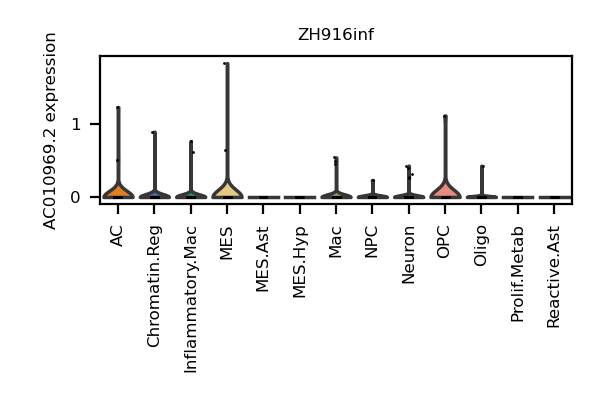 ZH916inf
AC010969.2 expression
1
0
AC
Chromatin.Reg
Inflammatory.Mac
MES
MES.Ast
MES.Hyp
Mac
NPC
Neuron
OPC
Oligo
Prolif.Metab
Reactive.Ast